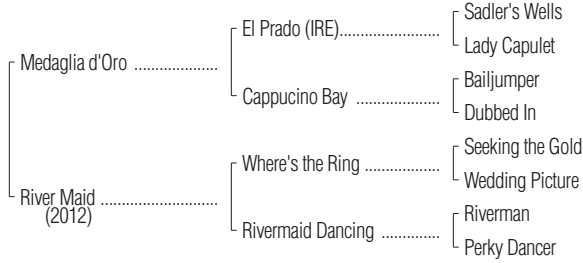 Sadler's Wells
El Prado (IRE)....................
Lady Capulet
Medaglia d'Oro .................
Bailjumper
Cappucino Bay .................
Dubbed In
Seeking the Gold
Where's the Ring ...............
Wedding Picture
River Maid ........................
(2012)
Riverman
Rivermaid Dancing ............
Perky Dancer